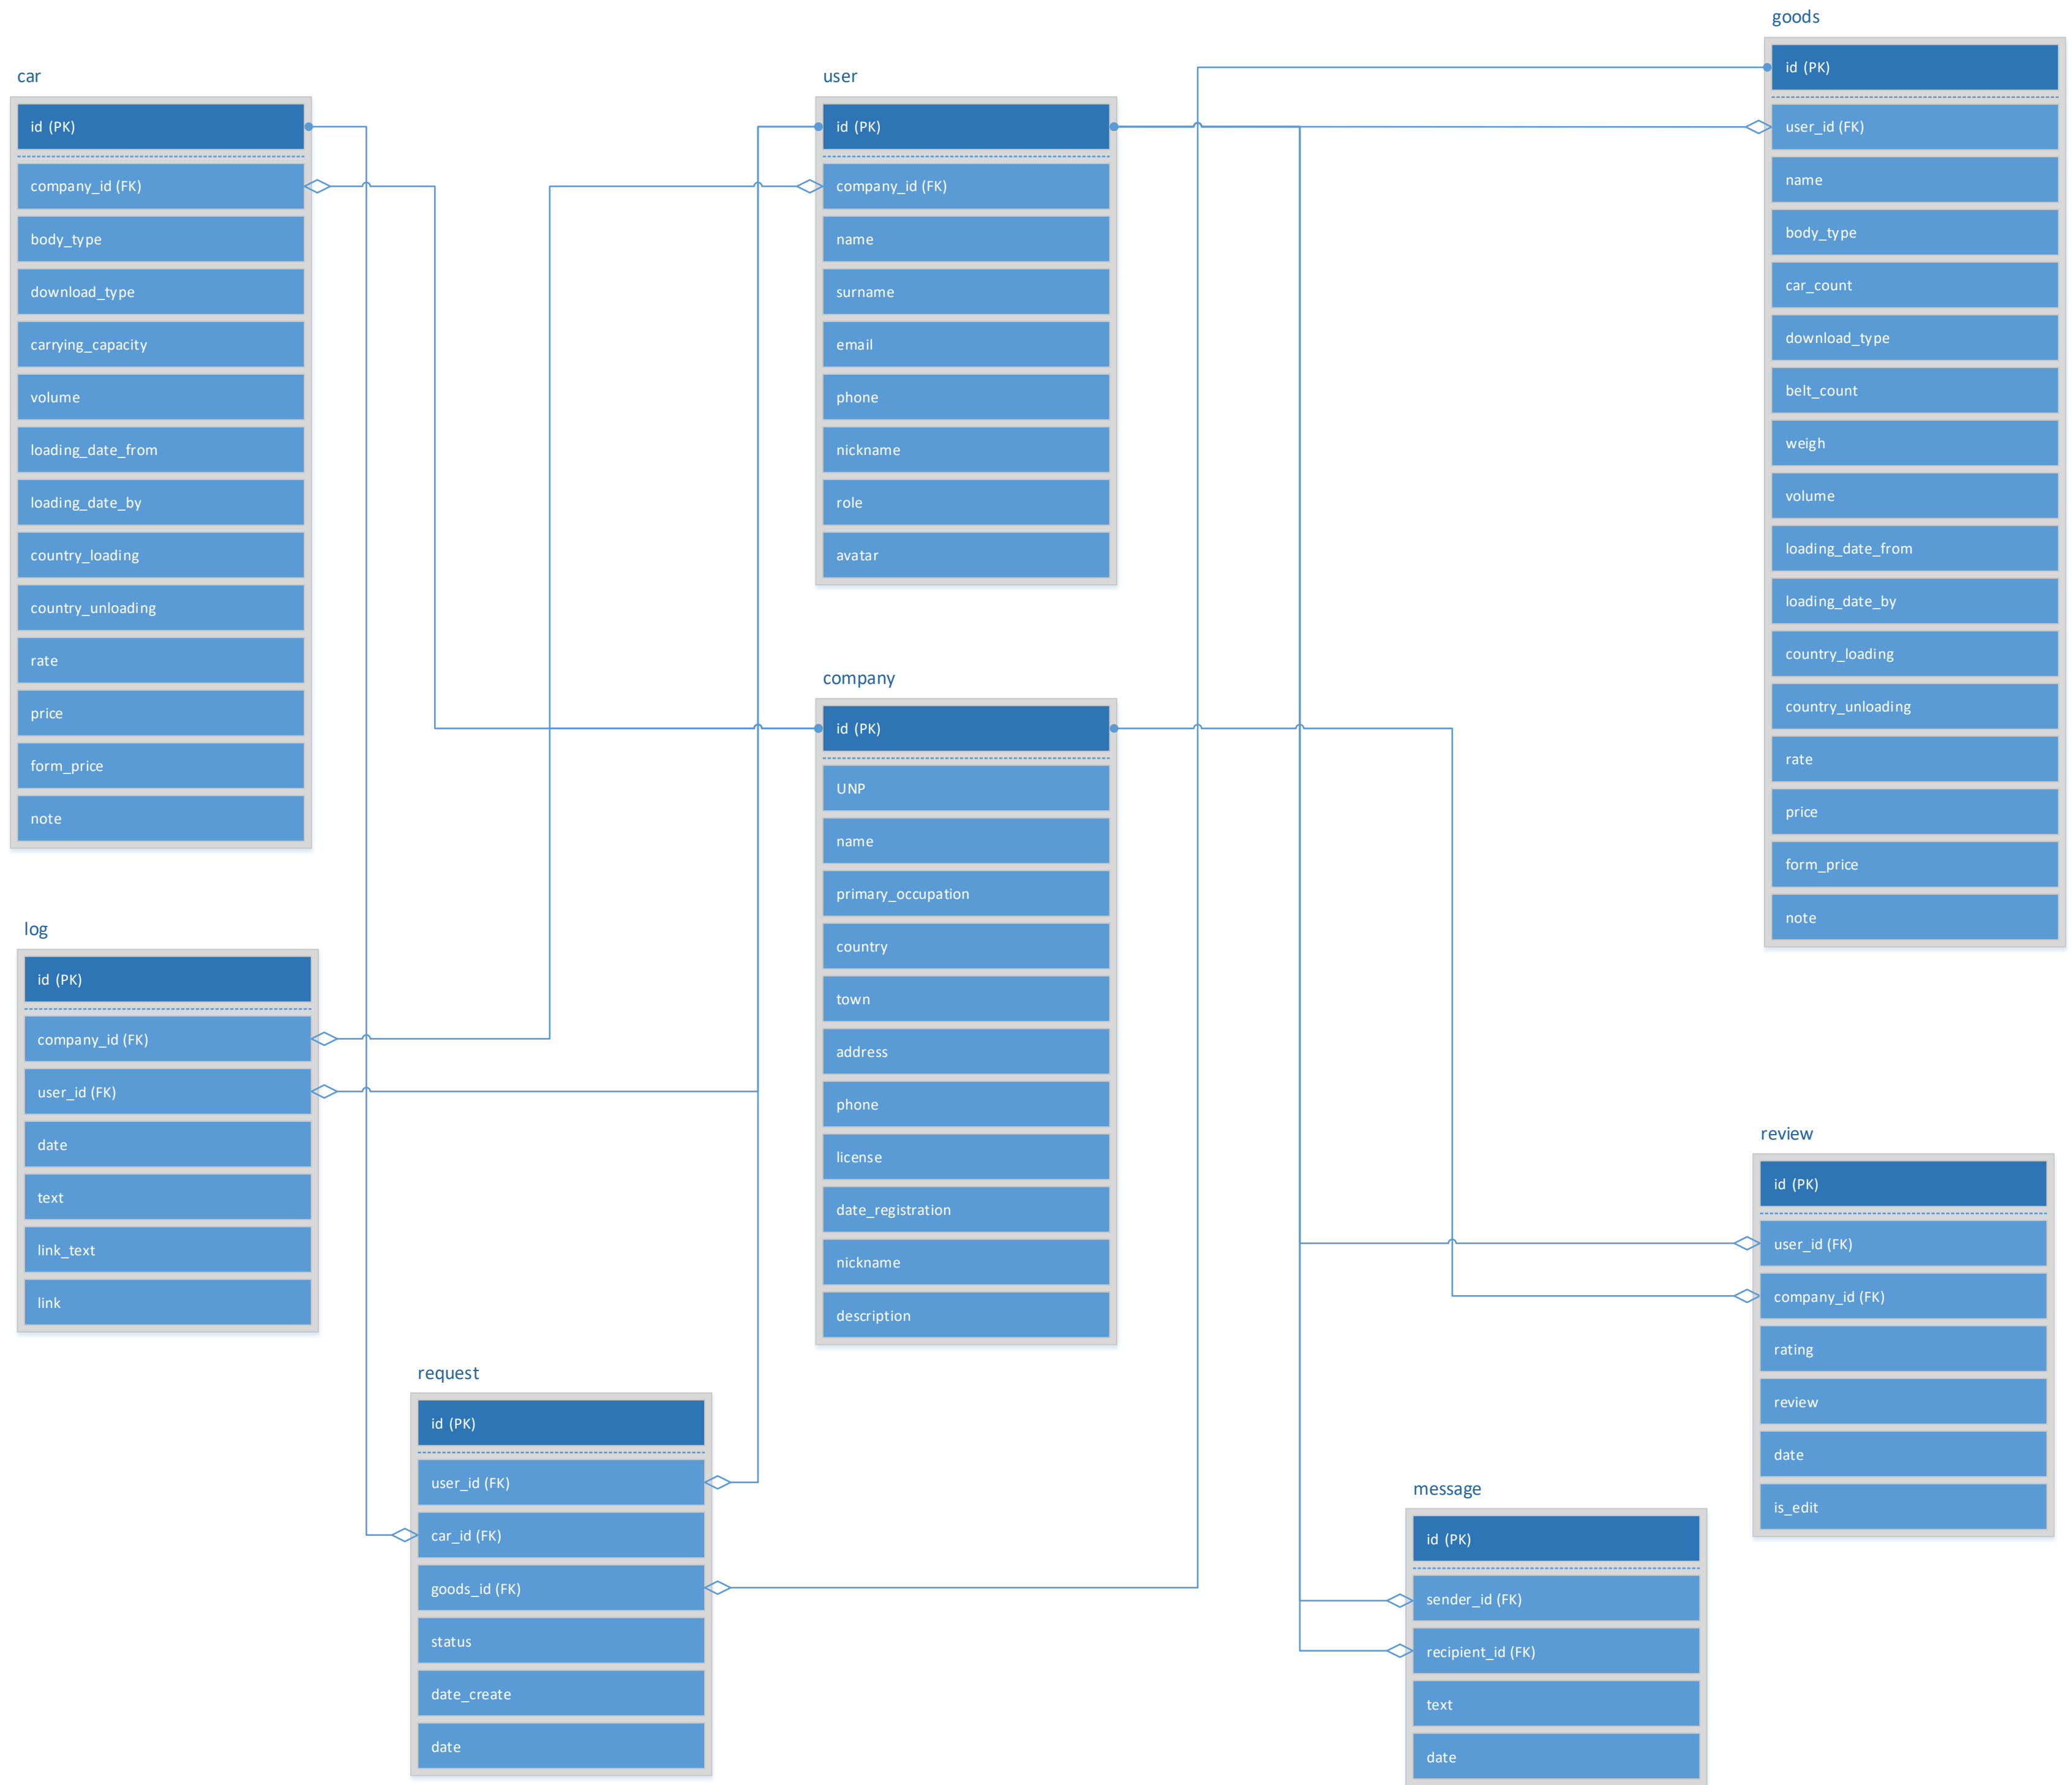 car
id (PK)
company_id (FK)
body_type
download_type
carrying_capacity
volume
loading_date_from
loading_date_by
country_loading
country_unloading
rate
price
form_price
note
user
id (PK)
company_id (FK)
name
surname
email
phone
nickname
role
avatar
goods
id (PK)
user_id (FK)
name
body_type
car_count
download_type
belt_count
weigh
volume
loading_date_from
loading_date_by
country_loading
country_unloading
rate
price
form_price
note
company
id (PK)
UNP
name
primary_occupation
country
town
address
phone
license
date_registration
nickname
description
log
id (PK)
company_id (FK)
user_id (FK)
date
text
link_text
link
review
id (PK)
user_id (FK)
company_id (FK)
rating
review
date
is_edit
request
id (PK)
user_id (FK)
car_id (FK)
goods_id (FK)
status
date_create
date
message
id (PK)
sender_id (FK)
recipient_id (FK)
text
date